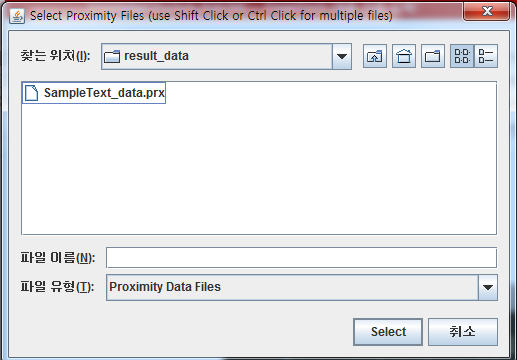 Select Proximity Files (use Shift Click or Ctrl Click for multiple files)
찾는 위치(I): result_data
SampleText_data.prx
파일 이름(N):
파일 유형(T): Proximity Data Files
Select 취소